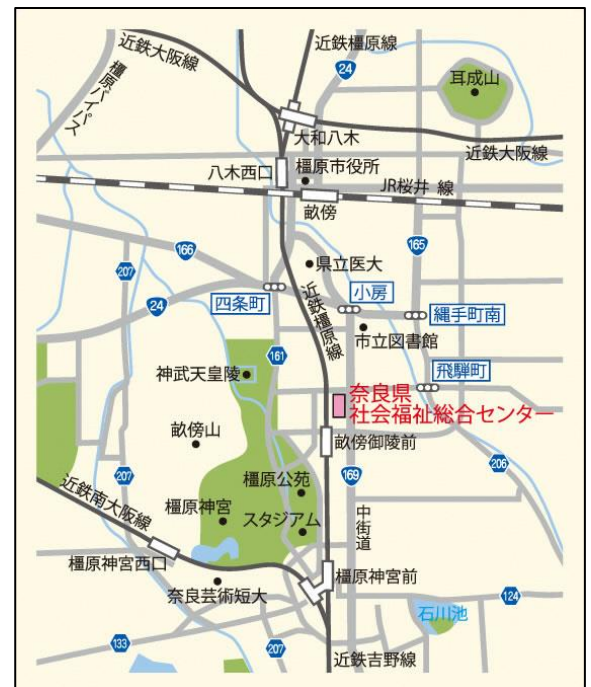 近鉄大阪線
近鉄橿原線
24
耳成山
橿原バイパス
大和八木
近鉄大阪線
八木西口
橿原市役所
JR桜井 線
畝傍
166
165
207
県立医大
近鉄橿原線
四条町
小房
24
縄手町南
市立図書館
161
飛騨町
神武天皇陵
奈良県
社会福祉総合センター
畝傍山
畝傍御陵前
206
207
169
近鉄南大阪線
橿原公苑
橿原神宮
スタジアム
中街道
橿原神宮西口
橿原神宮前
奈良芸術短大
124
石川池
133
207
近鉄吉野線